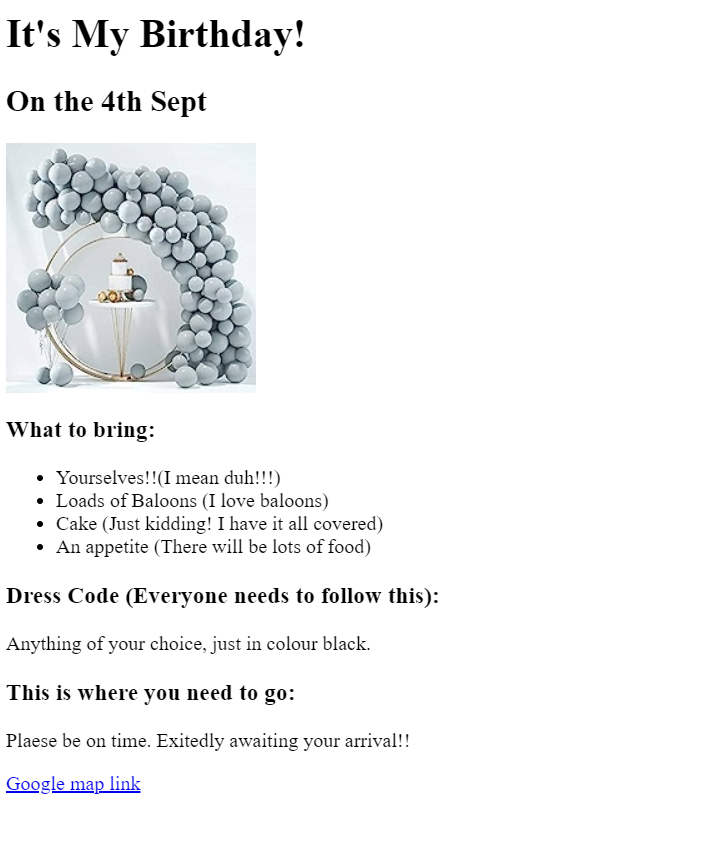 It's My Birthday!
On the 4th Sept
What to bring:
Yourselves!!(I mean duh!!!)
Loads of Baloons (I love baloons)
Cake (Just kidding! I have it all covered)
An appetite (There will be lots of food)
Dress Code (Everyone needs to follow this):
Anything of your choice, just in colour black.
This is where you need to go:
Plaese be on time. Exitedly awaiting your arrival!!
Google map link